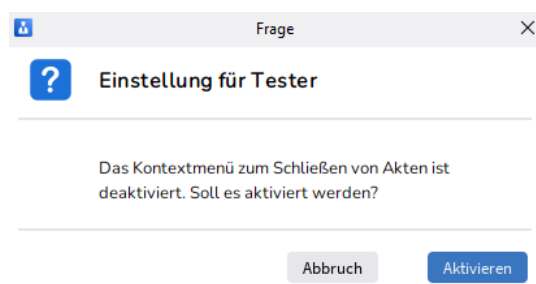 Frage
Einstellung für Tester
Das Kontextmenü zum Schließen von Akten ist
deaktiviert. Soll es aktiviert werden?
Abbruch
Aktivieren